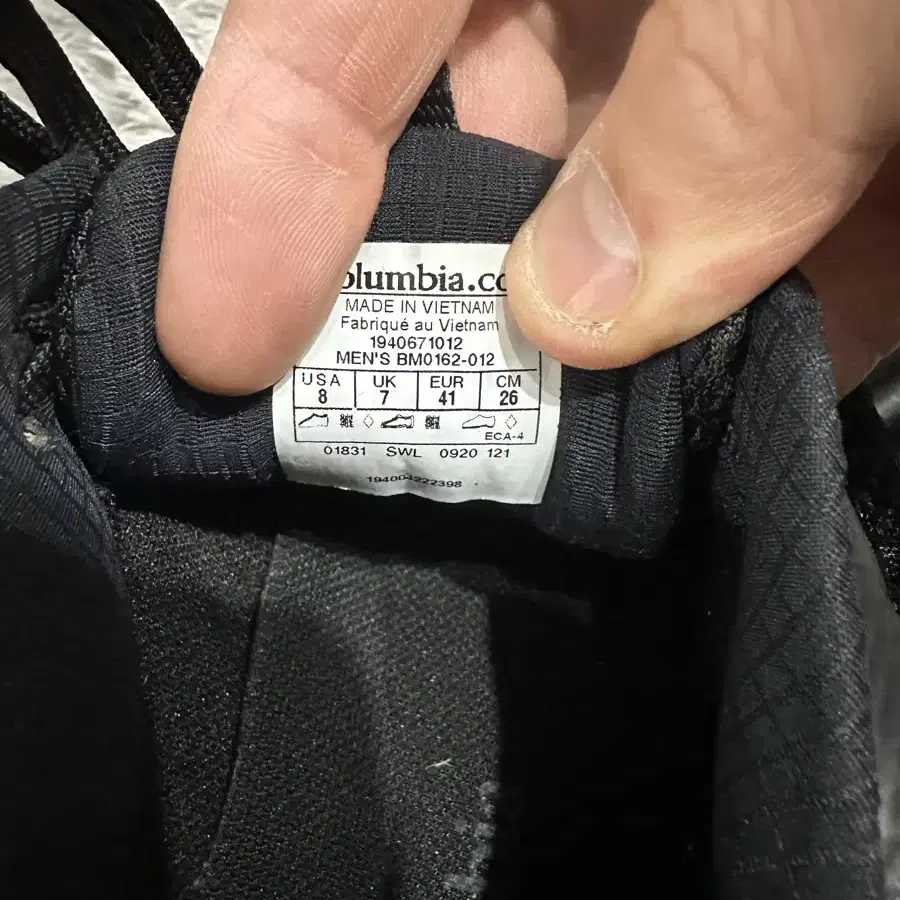 olumbia.co
MADE IN VIETNAM
Fabriqué au Vietnam
1940671012
MEN'S BM0162-012
USA UK EUR CM
8 7 41 26
ECA-4
01831 SWL 0920 121
194004222398